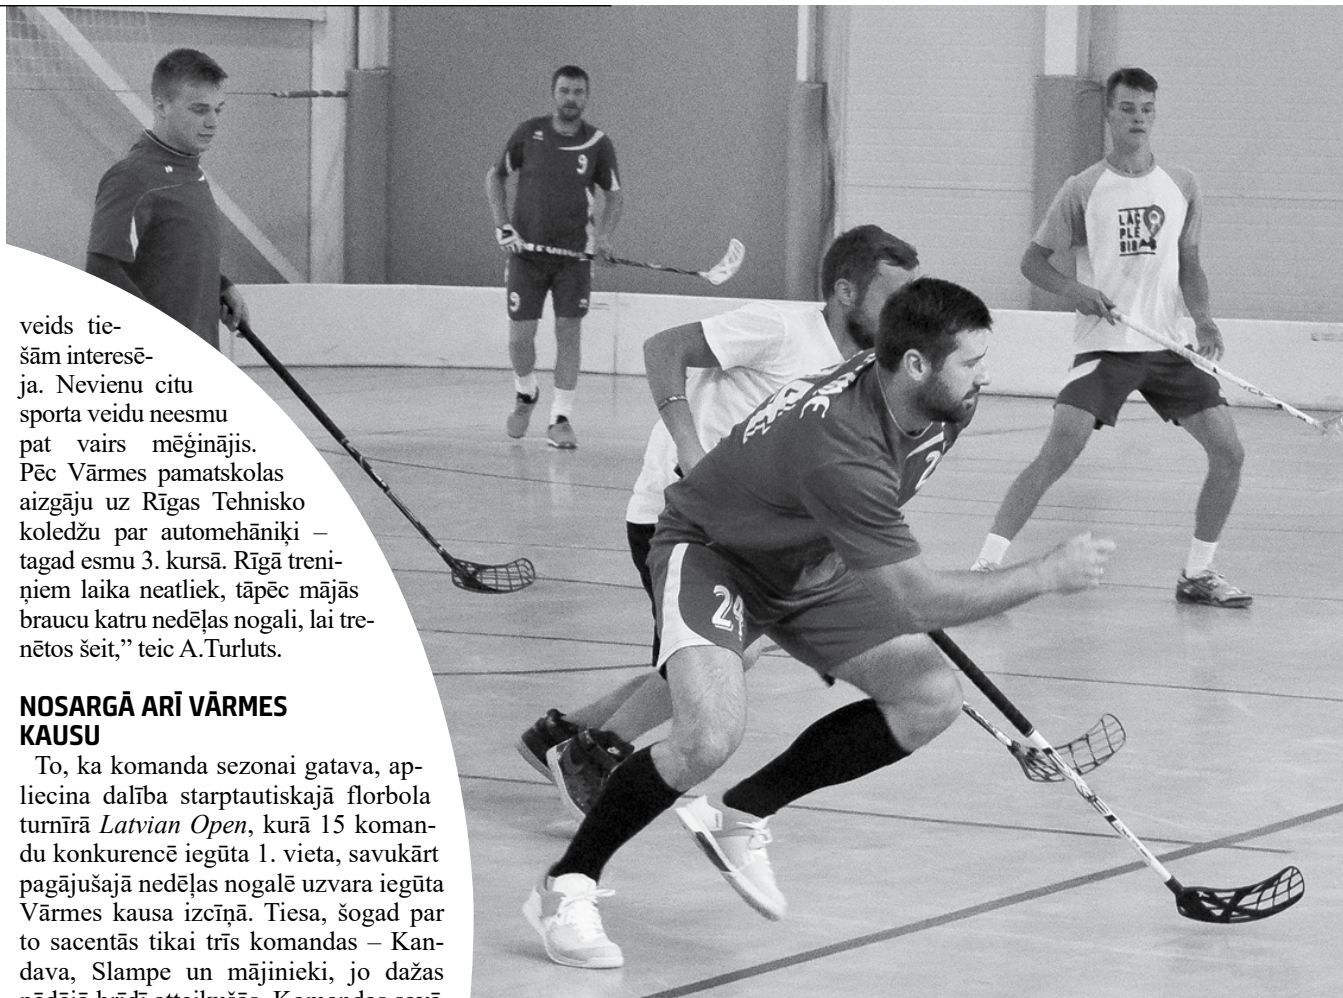 veids tie-
šām interesē-
ja. Nevienu citu
sporta veidu neesmu
pat vairs mēģinājis.
Pēc Vārmes pamatskolas
aizgāju uz Rīgas Tehnisko
koledžu par automehāniķi –
tagad esmu 3. kursā. Rīgā treni-
ņiem laika neatliek, tāpēc mājās
braucu katru nedēļas nogali, lai tre-
nētos šeit,” teic A.Turluts.
NOSARGĀ ARĪ VĀRMES
KAUSU
To, ka komanda sezonai gatava, ap-
liecina dalība starptautiskajā florbola
turnīrā Latvian Open, kurā 15 koman-
du konkurencē iegūta 1. vieta, savukārt
pagājušajā nedēļas nogalē uzvara iegūta
Vārmes kausa izcīņā. Tiesa, šogad par
to sacentās tikai trīs komandas – Kan-
dava, Slampe un mājinieki, jo dažas
9
9
LĀČ
PLĒ
SIS
24